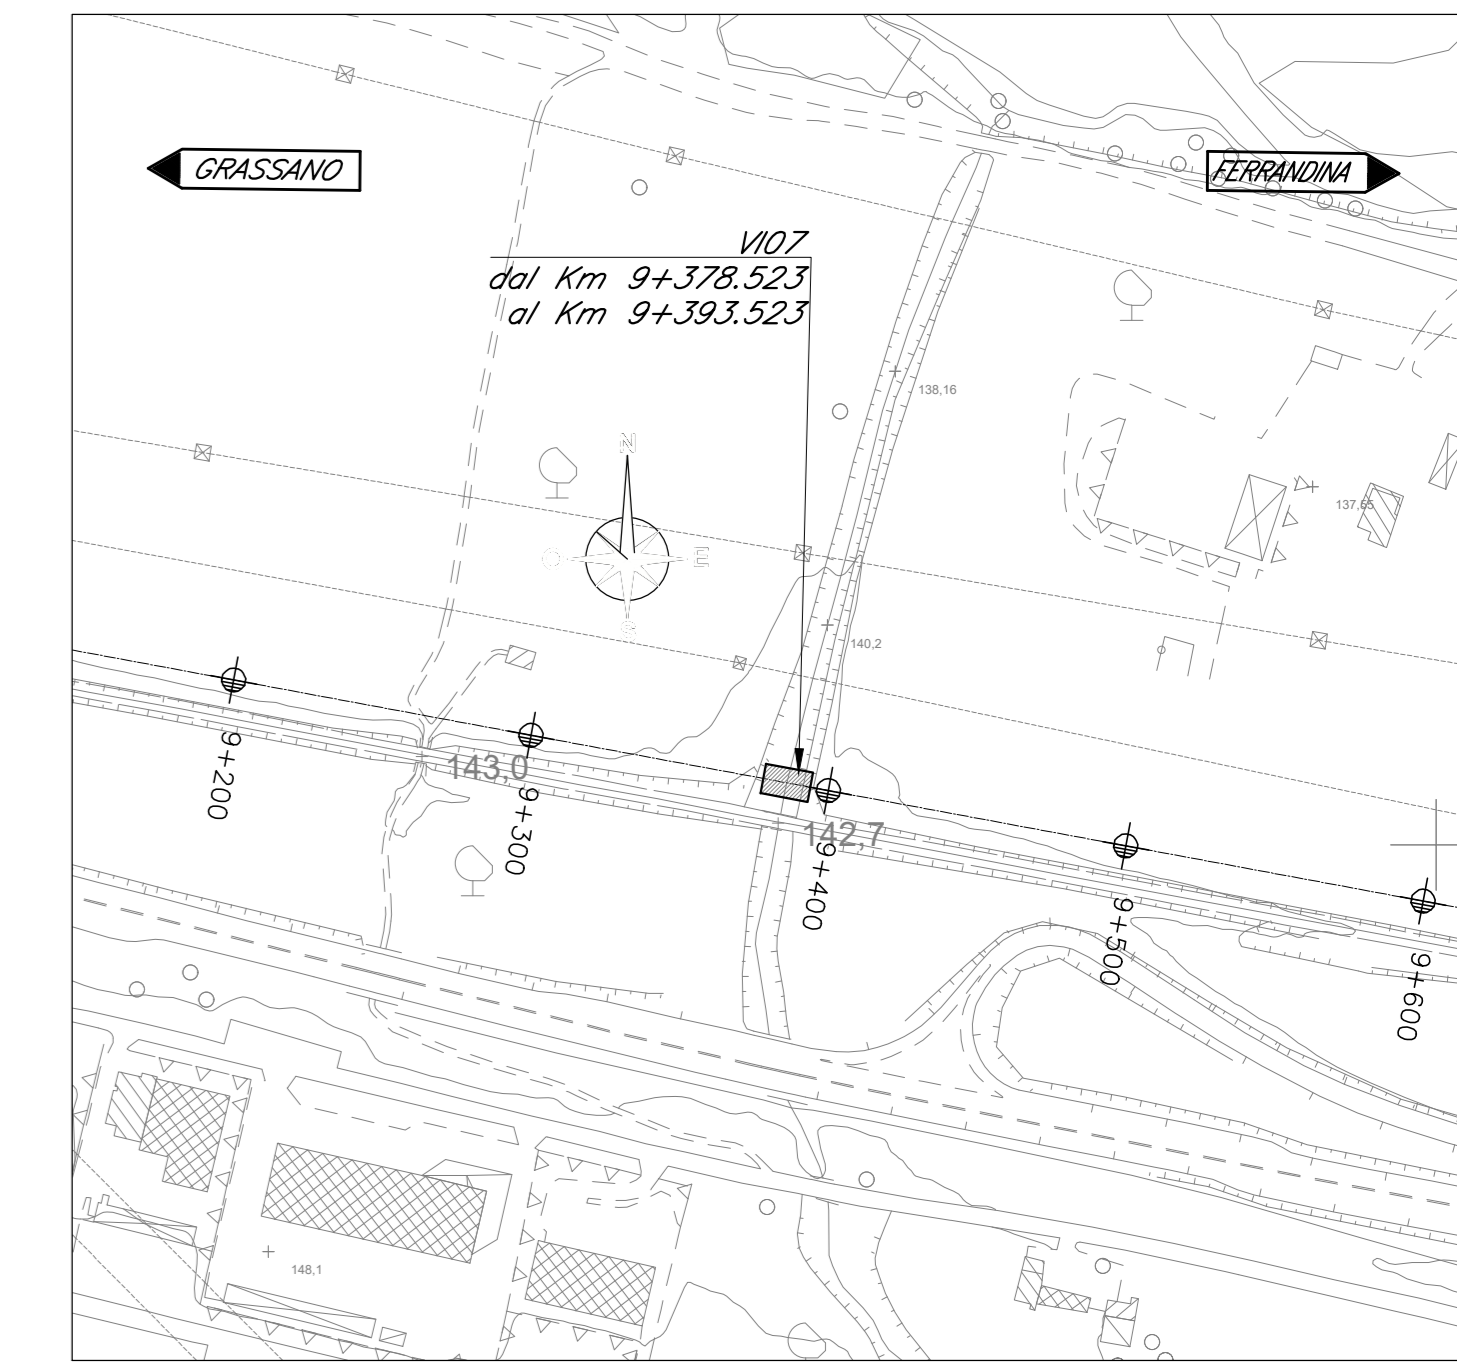 GRASSANO
FERRANDINA
VI07
dal Km 9+378.523
al Km 9+393.523
138,16
N
O
E
S
137,55
140,2
9+200
143,0
9+300
142,7
9+400
9+500
9+600
148,1